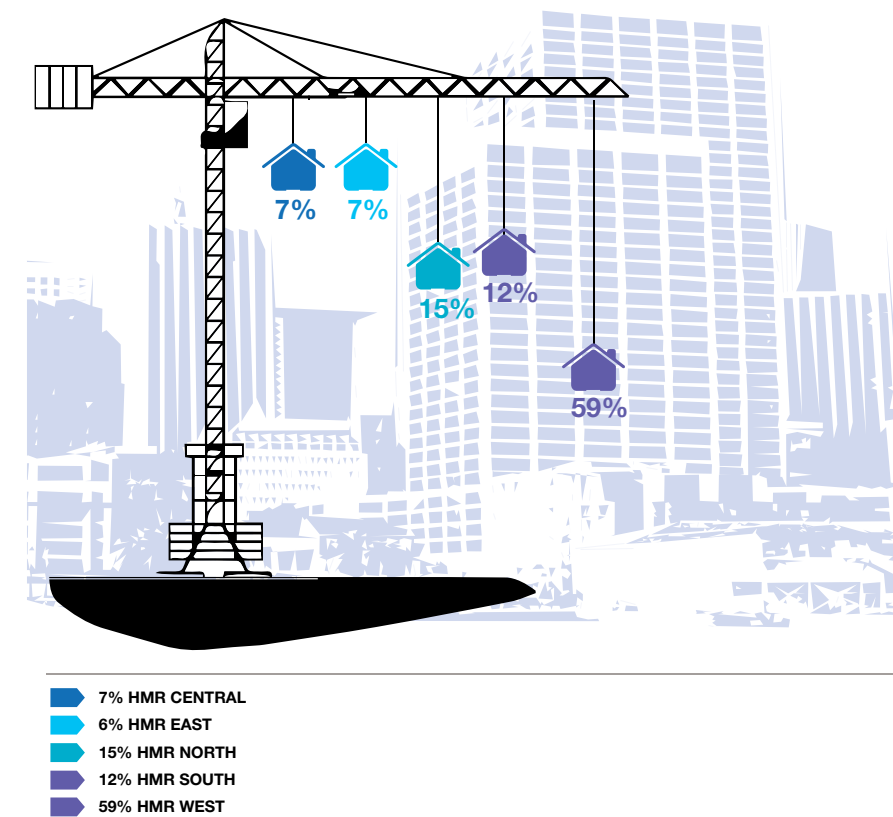 7%
7%
15%
12%
59%
7% HMR CENTRAL
6% HMR EAST
15% HMR NORTH
12% HMR SOUTH
59% HMR WEST